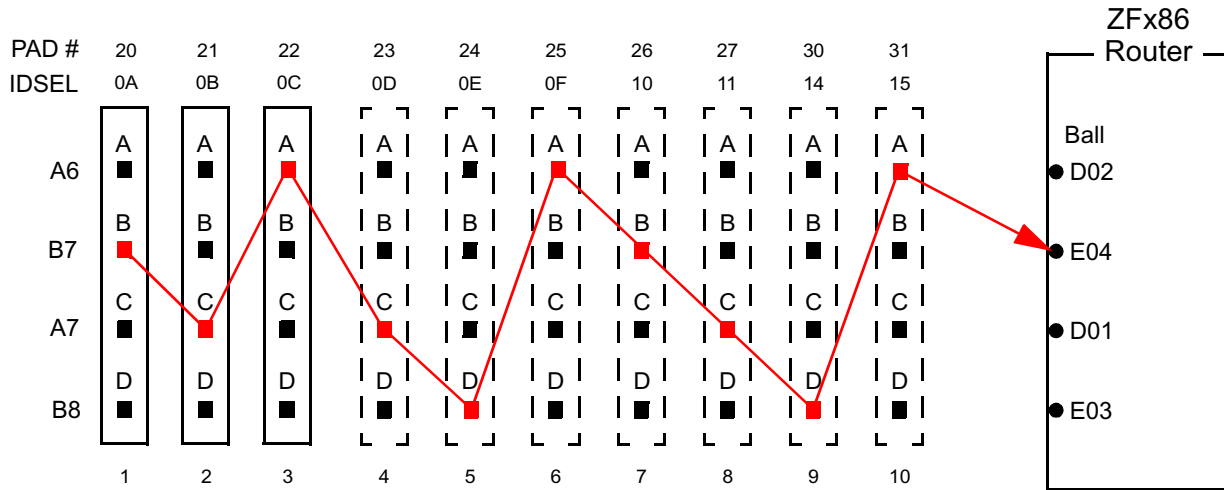 ZFx86
Router
PAD # 20 21 22 23 24 25 26 27 30 31
IDSEL 0A 0B 0C 0D 0E 0F 10 11 14 15
Ball
A A A A A A A A A A
A6 D02
B B B B B B B B B B
B7 E04
C C C C C C C C C C
A7 D01
D D D D D D D D D D
B8 E03
1 2 3 4 5 6 7 8 9 10